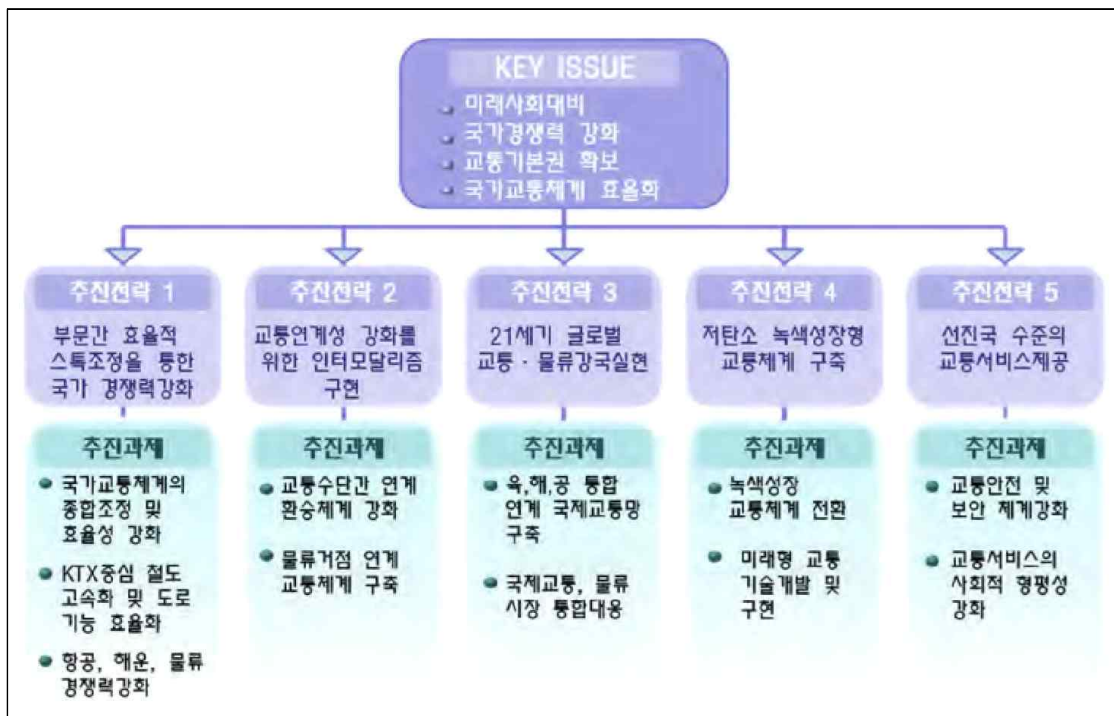 KEY ISSUE
미래사회대비
국가경쟁력 강화
교통기본권 확보
국가교통체계 효율화
추진전략 1
부문간 효율적
스톡조정을 통한
국가 경쟁력강화
추진과제
국가교통체계의
종합조정 및
효율성 강화
KTX중심 철도
고속화 및 도로
기능 효율화
항공, 해운, 물류
경쟁력강화
추진전략 2
교통연계성 강화를
위한 인터모달리즘
구현
추진과제
교통수단간 연계
환승체계 강화
물류거점 연계
교통체계 구축
추진전략 3
21세기 글로벌
교통·물류강국실현
추진과제
육,해,공 통합
연계 국제교통망
구축
국제교통, 물류
시장 통합대응
추진전략 4
저탄소 녹색성장형
교통체계 구축
추진과제
녹색성장
교통체계 전환
미래형 교통
기술개발 및
구현
추진전략 5
선진국 수준의
교통서비스제공
추진과제
교통안전 및
보안 체계강화
교통서비스의
사회적 형평성
강화